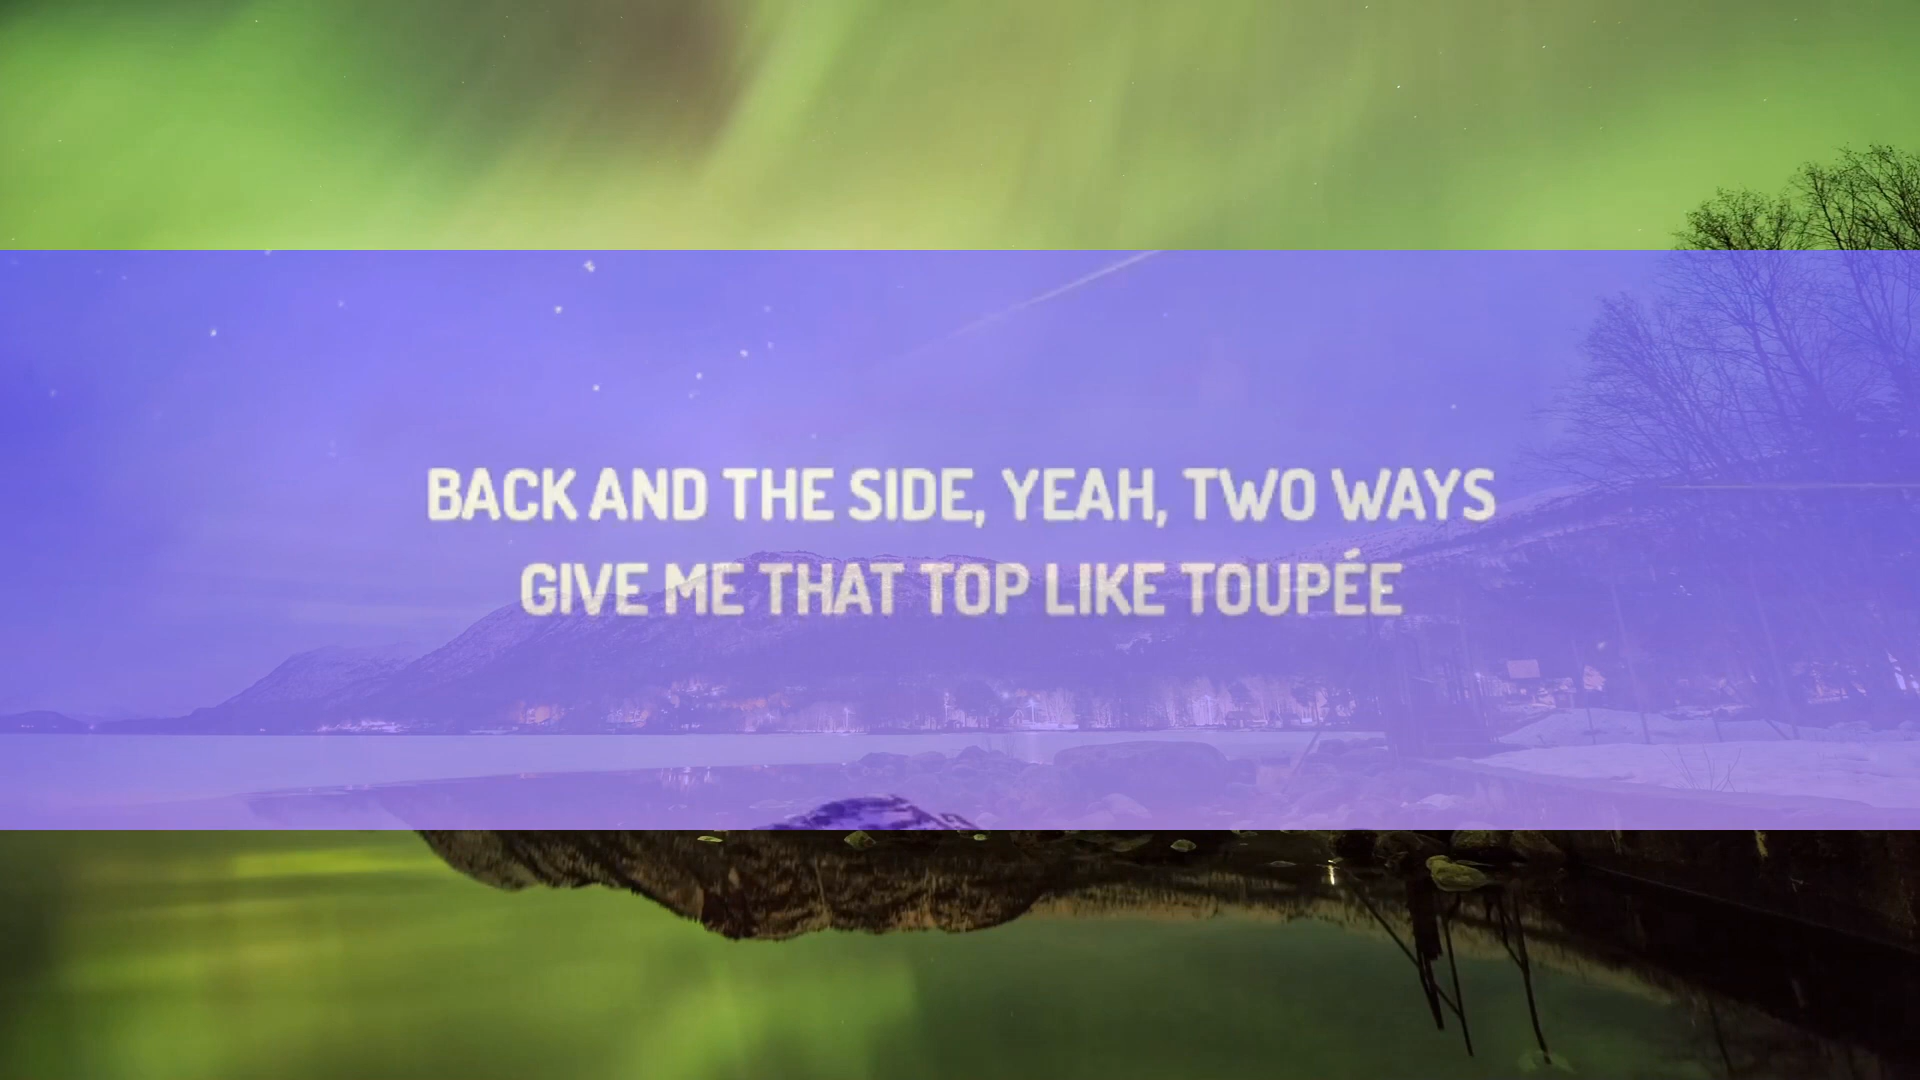 BACK AND THE SIDE, YEAH, TWO WAYS
GIVE ME THAT TOP LIKE TOUPÉE